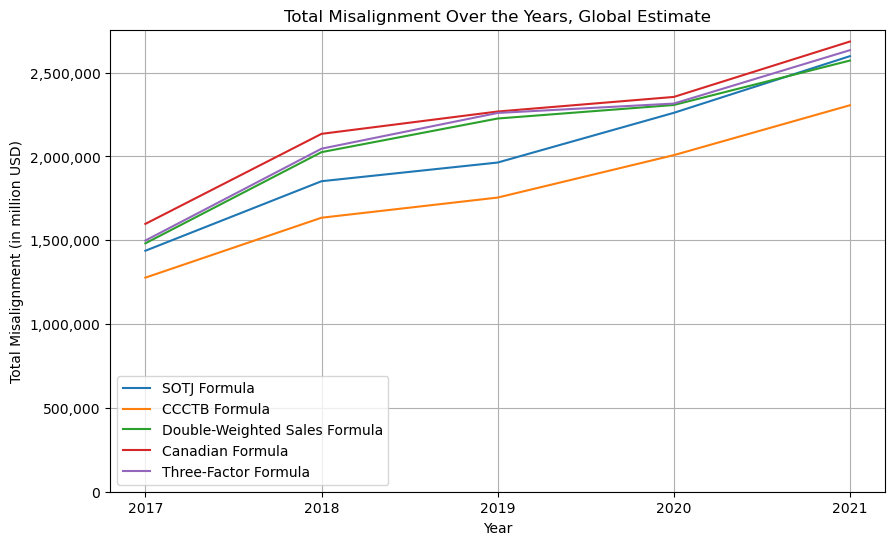 Total Misalignment Over the Years, Global Estimate
Total Misalignment (in million USD)
2,500,000
2,000,000
1,500,000
1,000,000
500,000
0
SOTJ Formula
CCCTB Formula
Double-Weighted Sales Formula
Canadian Formula
Three-Factor Formula
2017 2018 2019 2020 2021
Year